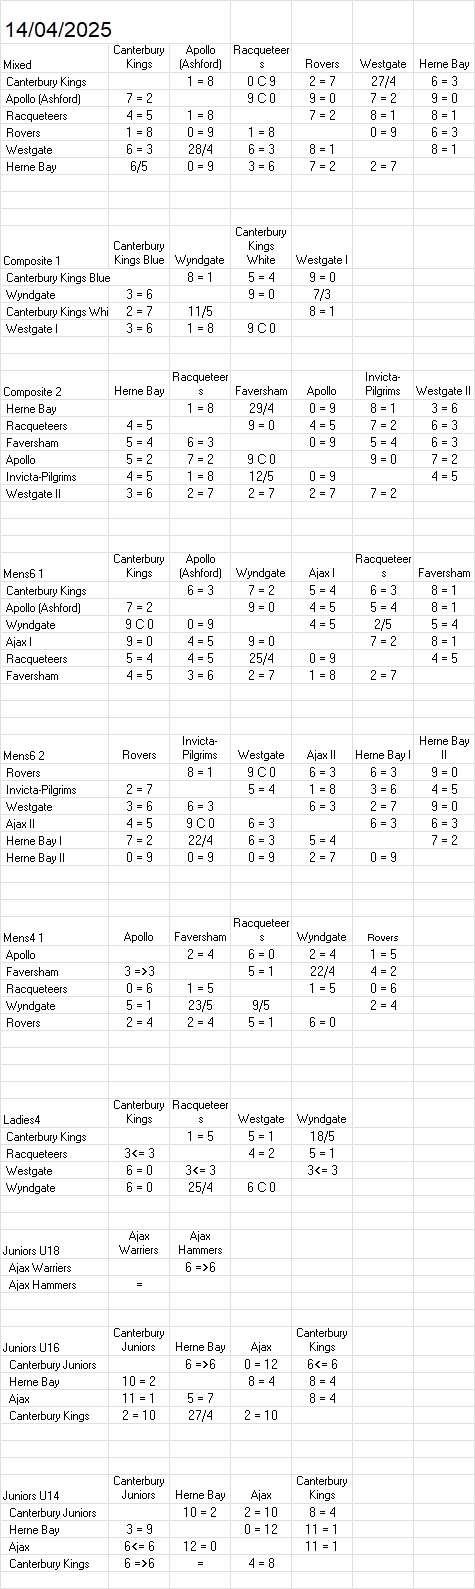 14/04/2025
Mixed Canterbury Kings Apollo (Ashford) Racqueteers Rovers Westgate Herne Bay
Canterbury Kings 1 = 8 0 C 9 2 = 7 27/4 6 = 3
Apollo (Ashford) 7 = 2 9 C 0 9 = 0 7 = 2 9 = 0
Racqueteers 4 = 5 1 = 8 7 = 2 8 = 1 8 = 1
Rovers 1 = 8 0 = 9 1 = 8 0 = 9 6 = 3
Westgate 6 = 3 28/4 6 = 3 8 = 1 8 = 1
Herne Bay 6/5 0 = 9 3 = 6 7 = 2 2 = 7
Composite 1 Canterbury Kings Blue Wyndgate Canterbury Kings White Westgate I
Canterbury Kings Blue 8 = 1 5 = 4 9 = 0
Wyndgate 3 = 6 9 = 0 7/3
Canterbury Kings Whi 2 = 7 11/5 8 = 1
Westgate I 3 = 6 1 = 8 9 C 0
Composite 2 Herne Bay Racqueteers Faversham Apollo Invicta-Pilgrims Westgate II
Herne Bay 1 = 8 29/4 0 = 9 8 = 1 3 = 6
Racqueteers 4 = 5 9 = 0 4 = 5 7 = 2 6 = 3
Faversham 5 = 4 6 = 3 0 = 9 5 = 4 6 = 3
Apollo 5 = 2 7 = 2 9 C 0 9 = 0 7 = 2
Invicta-Pilgrims 4 = 5 1 = 8 12/5 0 = 9 4 = 5
Westgate II 3 = 6 2 = 7 2 = 7 2 = 7 7 = 2
Mens6 1 Canterbury Kings Apollo (Ashford) Wyndgate Ajax I Racqueteers Faversham
Canterbury Kings 6 = 3 7 = 2 5 = 4 6 = 3 8 = 1
Apollo (Ashford) 7 = 2 9 = 0 4 = 5 5 = 4 8 = 1
Wyndgate 9 C 0 0 = 9 4 = 5 2/5 5 = 4
Ajax I 9 = 0 4 = 5 9 = 0 7 = 2 8 = 1
Racqueteers 5 = 4 4 = 5 25/4 0 = 9 4 = 5
Faversham 4 = 5 3 = 6 2 = 7 1 = 8 2 = 7
Mens6 2 Rovers Invicta-Pilgrims Westgate Ajax II Herne Bay I Herne Bay II
Rovers 8 = 1 9 C 0 6 = 3 6 = 3 9 = 0
Invicta-Pilgrims 2 = 7 5 = 4 1 = 8 3 = 6 4 = 5
Westgate 3 = 6 6 = 3 6 = 3 2 = 7 9 = 0
Ajax II 4 = 5 9 C 0 6 = 3 6 = 3 6 = 3
Herne Bay I 7 = 2 22/4 6 = 3 5 = 4 7 = 2
Herne Bay II 0 = 9 0 = 9 0 = 9 2 = 7 0 = 9
Mens4 1 Apollo Faversham Racqueteers Wyndgate Rovers
Apollo 2 = 4 6 = 0 2 = 4 1 = 5
Faversham 3 =>3 5 = 1 22/4 4 = 2
Racqueteers 0 = 6 1 = 5 1 = 5 0 = 6
Wyndgate 5 = 1 23/5 9/5 2 = 4
Rovers 2 = 4 2 = 4 5 = 1 6 = 0
Ladies4 Canterbury Kings Racqueteers Westgate Wyndgate
Canterbury Kings 1 = 5 5 = 1 18/5
Racqueteers 3<= 3 4 = 2 5 = 1
Westgate 6 = 0 3<= 3 3<= 3
Wyndgate 6 = 0 25/4 6 C 0
Juniors U18 Ajax Warriers Ajax Hammers
Ajax Warriers 6 =>6
Ajax Hammers =
Juniors U16 Canterbury Juniors Herne Bay Ajax Canterbury Kings
Canterbury Juniors 6 =>6 0 = 12 6<= 6
Herne Bay 10 = 2 8 = 4 8 = 4
Ajax 11 = 1 5 = 7 8 = 4
Canterbury Kings 2 = 10 27/4 2 = 10
Juniors U14 Canterbury Juniors Herne Bay Ajax Canterbury Kings
Canterbury Juniors 10 = 2 2 = 10 8 = 4
Herne Bay 3 = 9 0 = 12 11 = 1
Ajax 6<= 6 12 = 0 11 = 1
Canterbury Kings 6 =>6 = 4 = 8